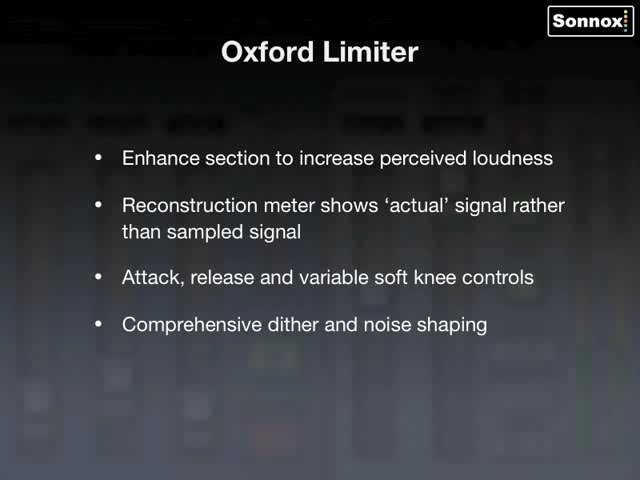 Sonnox
Oxford Limiter
• Enhance section to increase perceived loudness
• Reconstruction meter shows ‘actual’ signal rather
than sampled signal
• Attack, release and variable soft knee controls
• Comprehensive dither and noise shaping